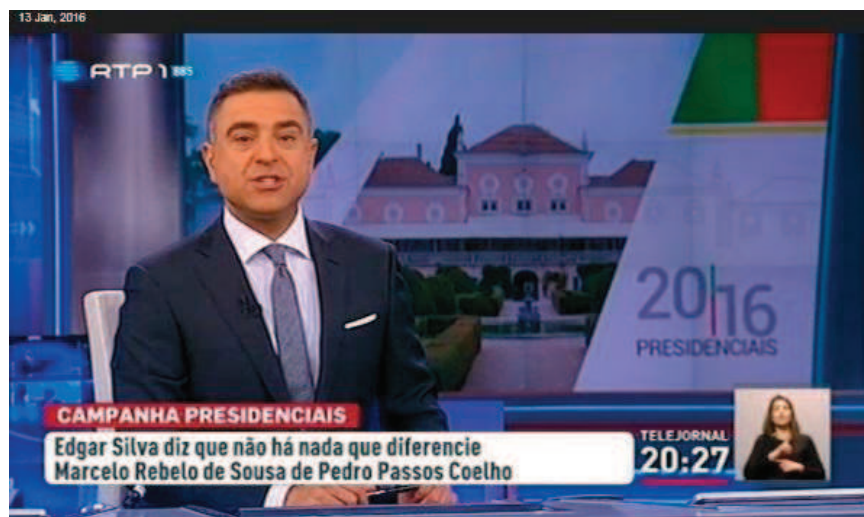 13 Jan, 2016
RTP 1
20|16
PRESIDENCIAIS
CAMPANHA PRESIDENCIAIS
Edgar Silva diz que não há nada que diferencie
Marcelo Rebelo de Sousa de Pedro Passos Coelho
TELEJORNAL
20:27